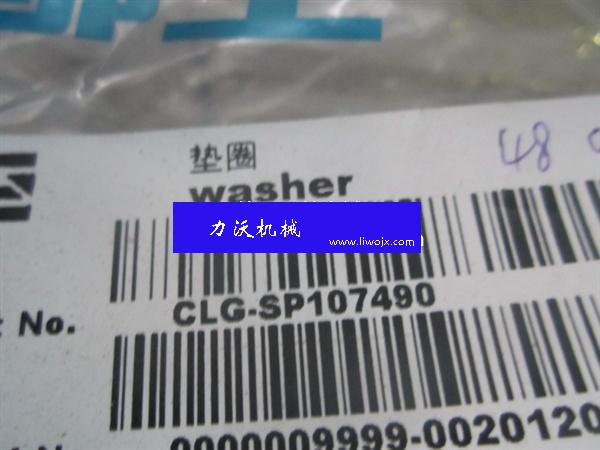 垫圈
48
washer
力沃机械
www.liwojx.com
CLG-SP107490
No.
0000009999-0020120